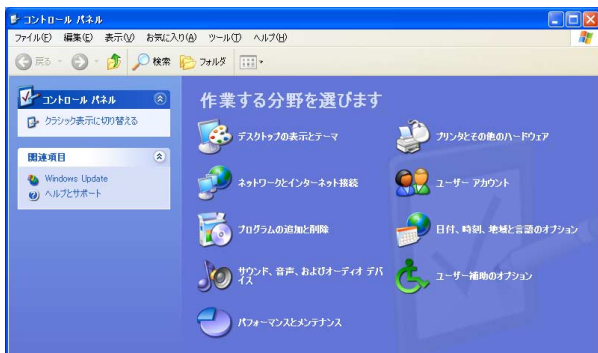 コントロール パネル
ファイル(F) 編集(E) 表示(V) お気に入り(A) ツール(T) ヘルプ(H)
戻る 検索 フォルダ
コントロール パネル
クラシック表示に切り替える
関連項目
Windows Update
ヘルプとサポート
作業する分野を選びます
デスクトップの表示とテーマ
プリンタとその他のハードウェア
ネットワークとインターネット接続
ユーザー アカウント
プログラムの追加と削除
日付、時刻、地域と言語のオプション
サウンド、音声、およびオーディオ デバ
イス
ユーザー補助のオプション
パフォーマンスとメンテナンス